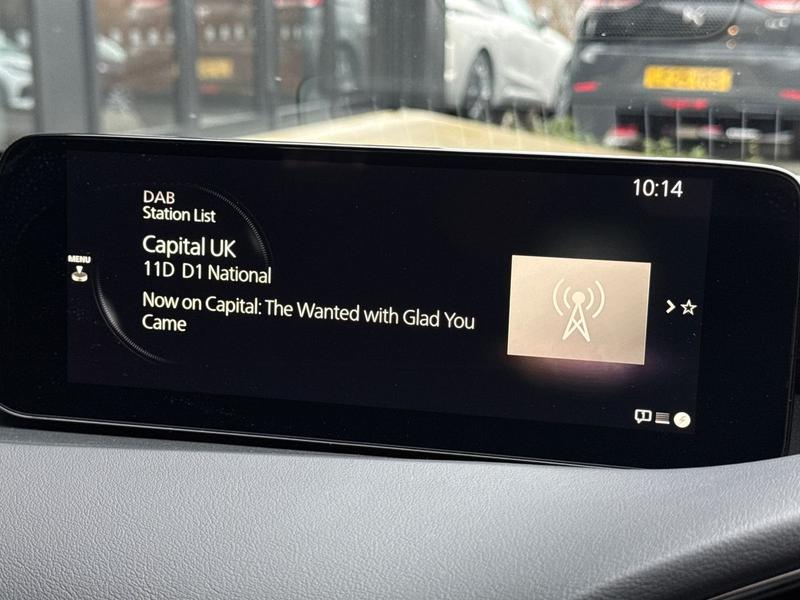 10:14
DAB
Station List
Capital UK
MENU
11D D1 National
Now on Capital: The Wanted with Glad You
Came